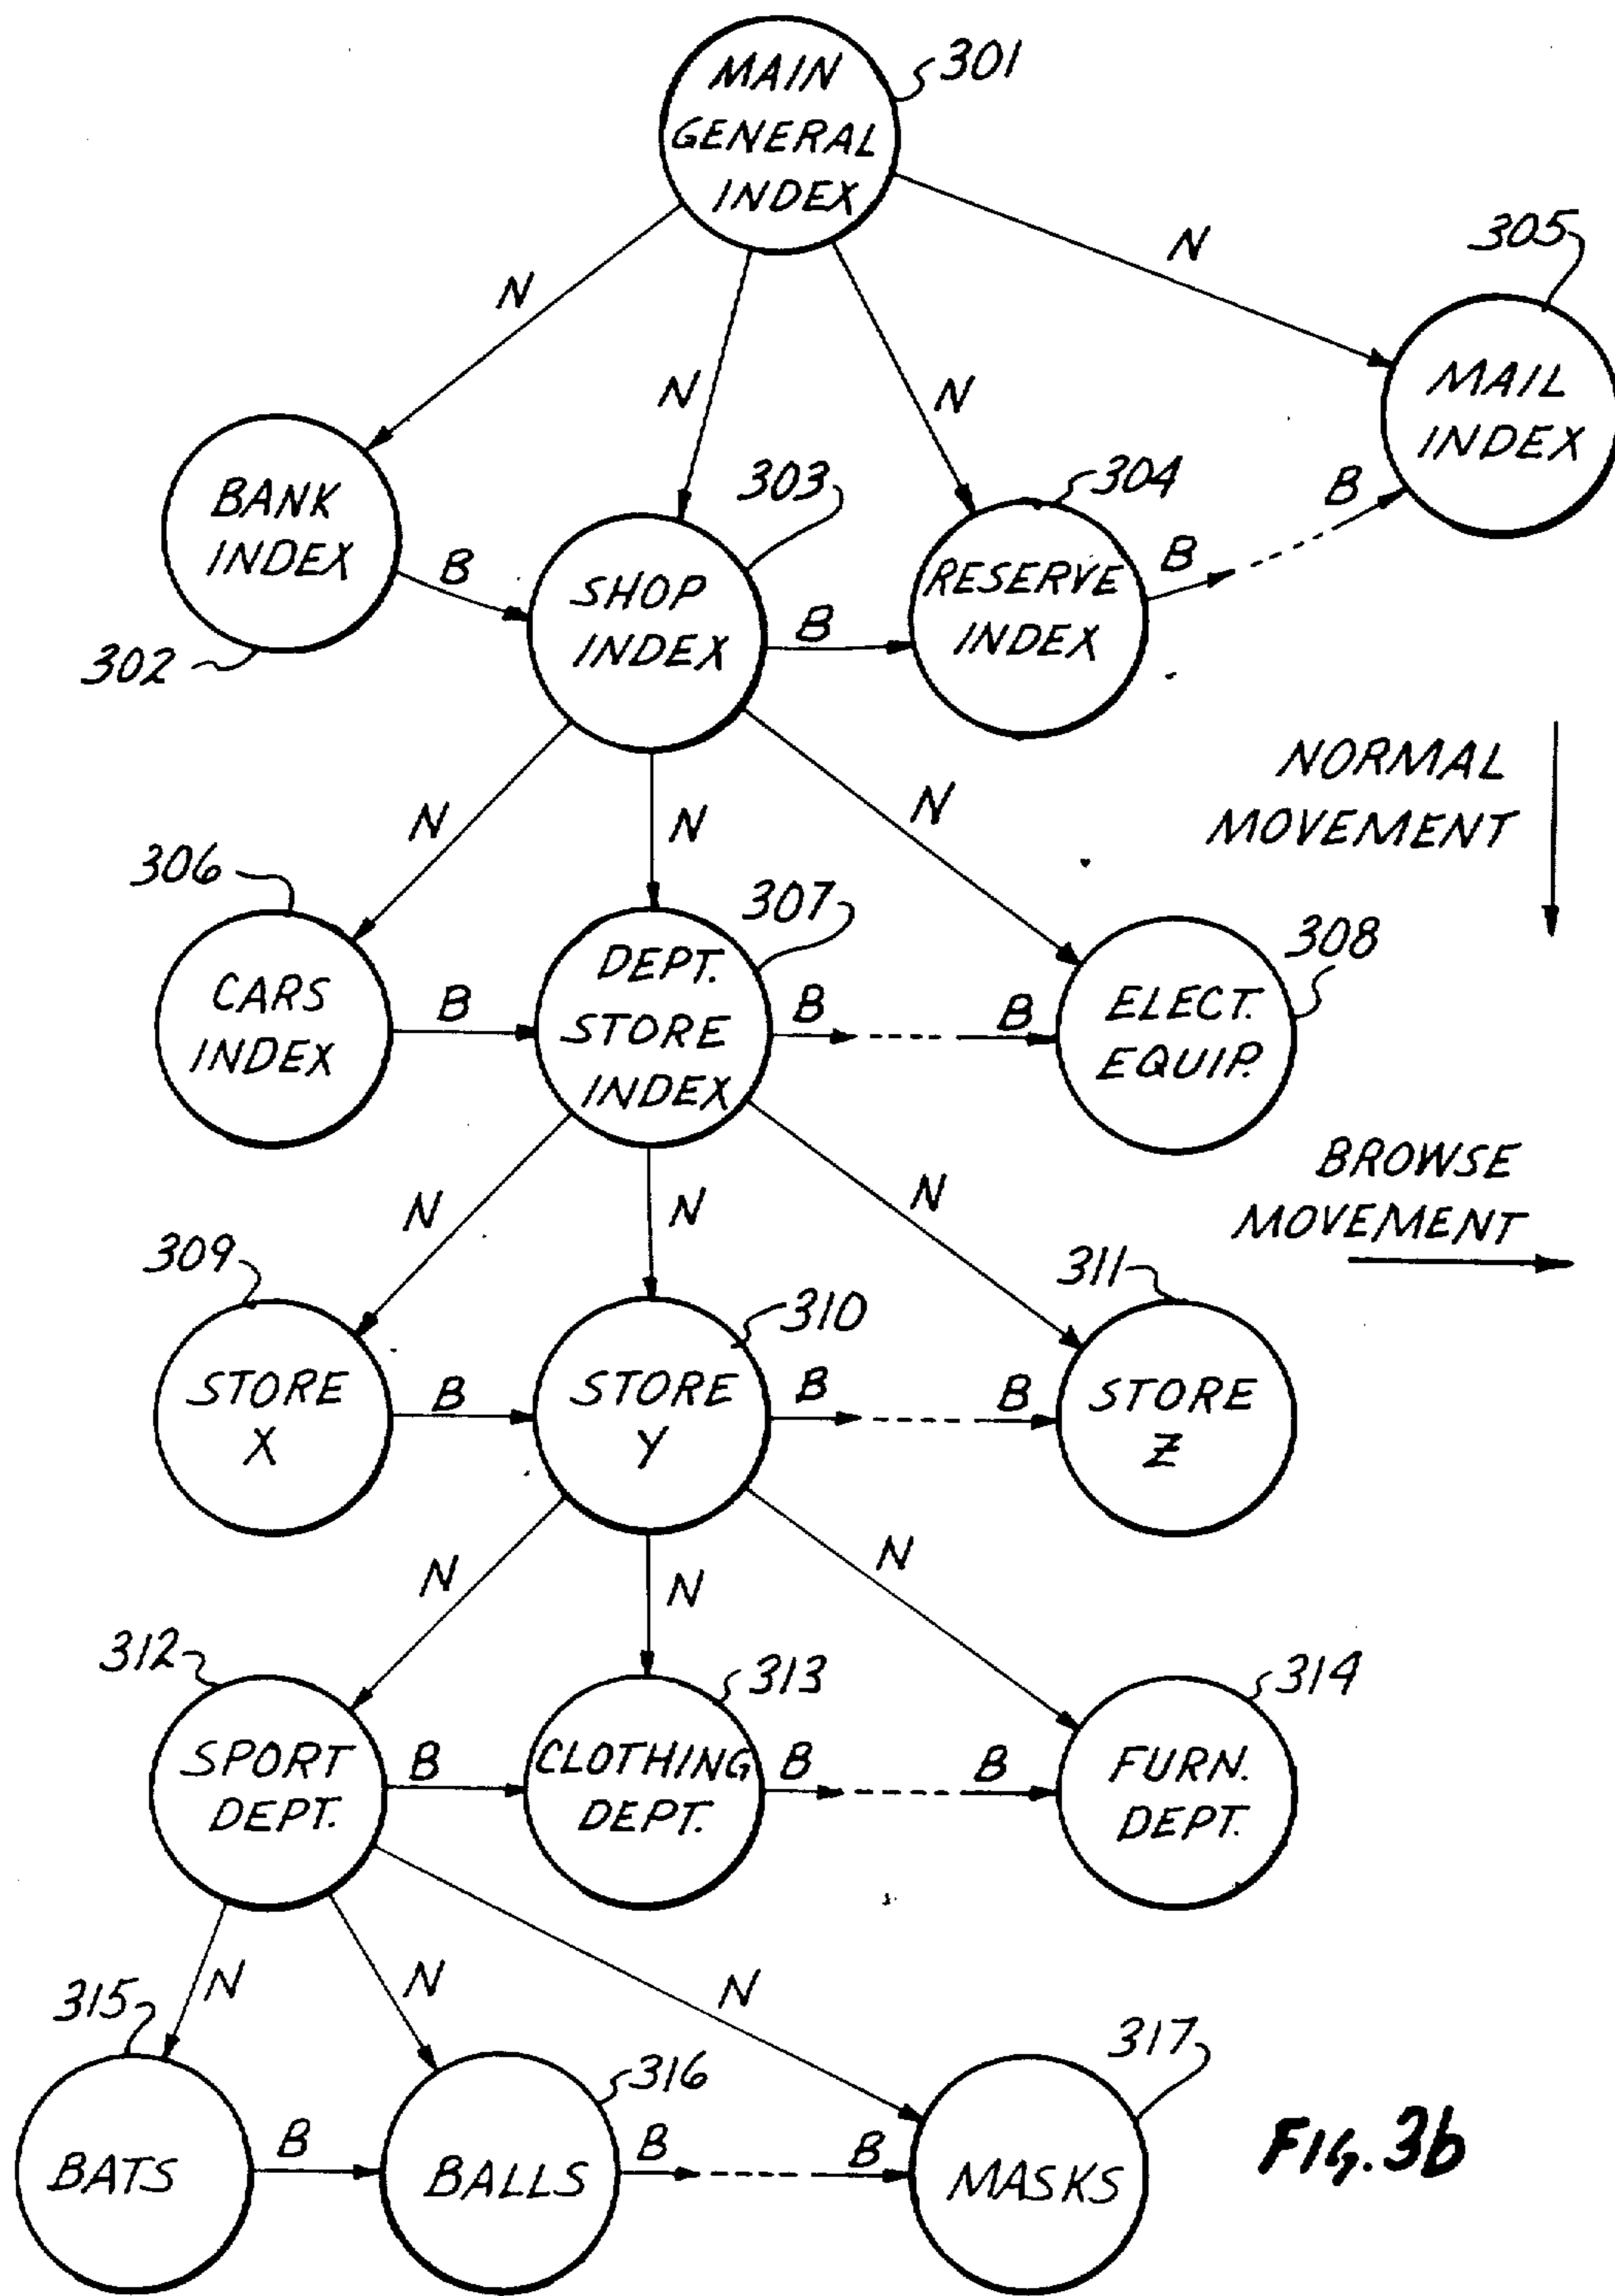 MAIN
GENERAL
INDEX
301
N
N
N
N
305
MAIL
INDEX
BANK
INDEX
302
B
303
SHOP
INDEX
B
304
RESERVE
INDEX
B
B
NORMAL
MOVEMENT
N
N
N
306
CARS
INDEX
B
307
DEPT.
STORE
INDEX
B
B
308
ELECT.
EQUIP.
BROWSE
MOVEMENT
N
N
N
309
STORE
X
B
310
STORE
Y
B
B
311
STORE
Z
N
N
N
312
SPORT
DEPT.
B
313
CLOTHING
DEPT.
B
B
314
FURN.
DEPT.
N
N
N
315
BATS
B
316
BALLS
B
B
317
MASKS
FIG. 3b